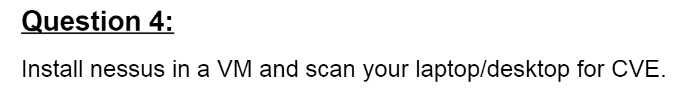 Question 4:
Install nessus in a VM and scan your laptop/desktop for CVE.